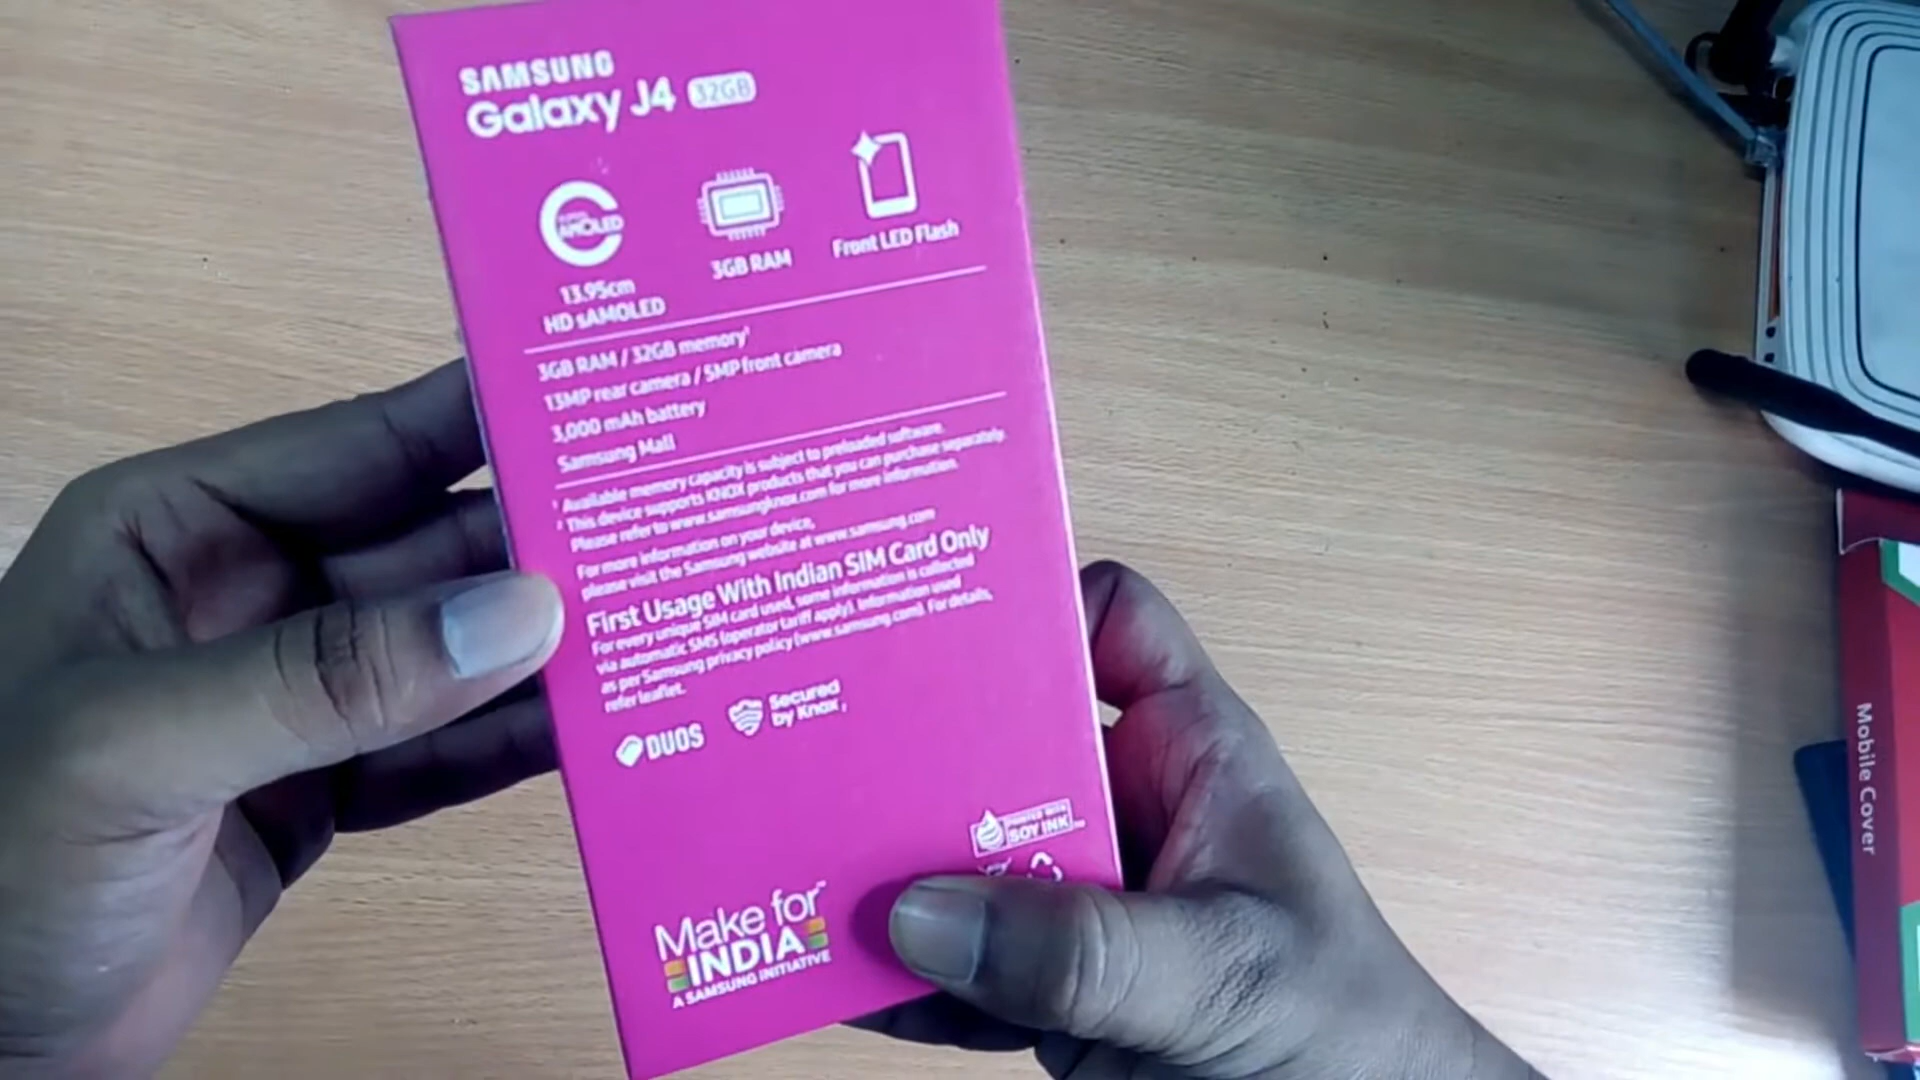 SAMSUNG
Galaxy J4 32GB
AMOLED
13.95cm
HD sAMOLED
3GB RAM
Front LED Flash
3GB RAM / 32GB memory¹
13MP rear camera / 5MP front camera
3,000 mAh battery
Samsung Mall
¹ Available memory capacity is subject to preloaded software.
² This device supports KNOX products that you can purchase separately.
Please refer to www.samsungknox.com for more information.
For more information on your device,
please visit the Samsung website at www.samsung.com
First Usage With Indian SIM Card Only
For every unique SIM card used, some information is collected
via automatic SMS (operator tariff apply). Information used
as per Samsung privacy policy (www.samsung.com). For details,
refer leaflet.
DUOS
Secured
by Knox
PRINTED WITH
SOY INK
Make for
INDIA
A SAMSUNG INITIATIVE
Mobile Cover